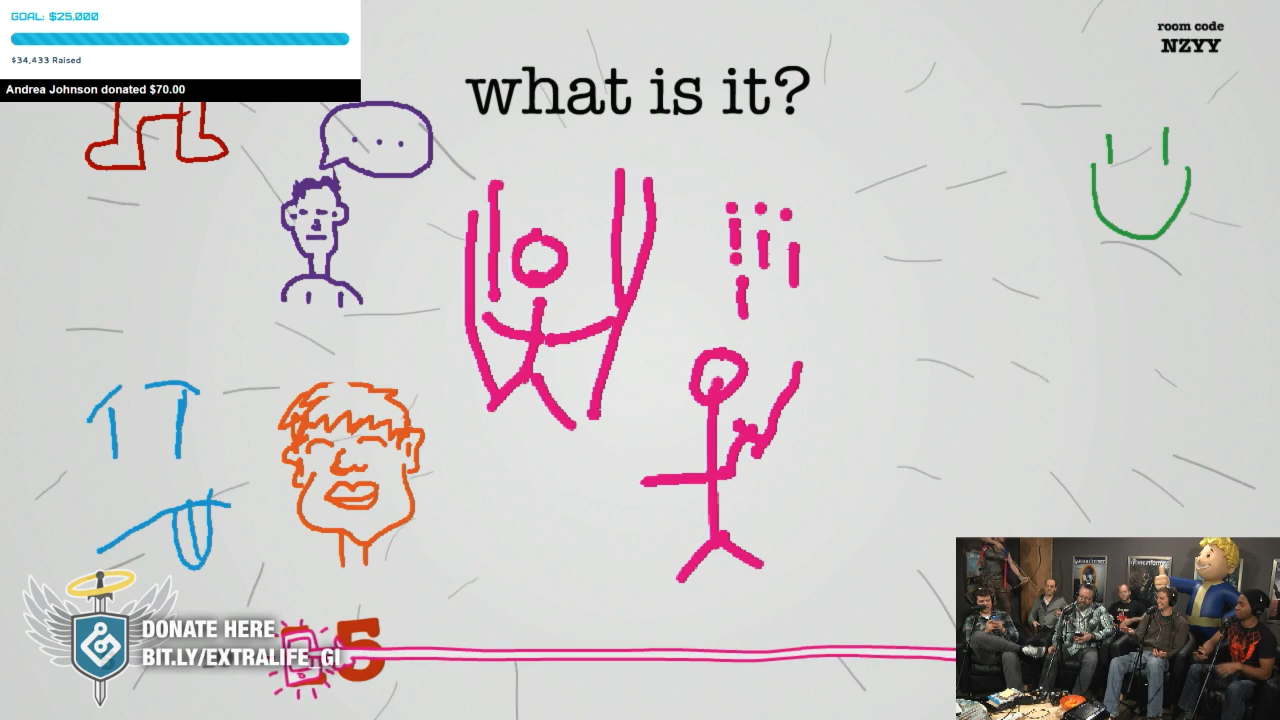 GOAL: $25,000
$34,433 Raised
Andrea Johnson donated $70.00
what is it?
room code
NZYY
DONATE HERE
BIT.LY/EXTRALIFE_GI
5